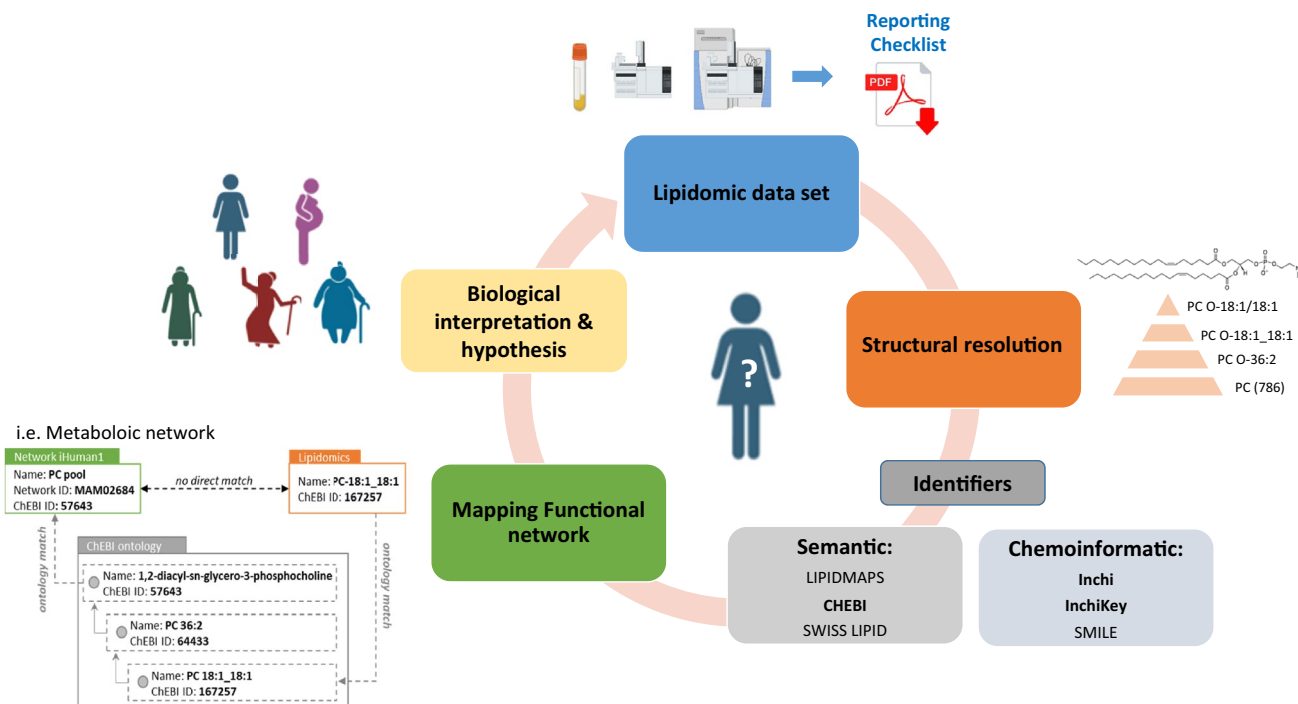 Reporting
Checklist
PDF
Lipidomic data set
Biological
interpretation &
hypothesis
?
Structural resolution
PC O-18:1/18:1
PC O-18:1_18:1
PC O-36:2
PC (786)
i.e. Metaboloic network
Network iHuman1
Name: PC pool
Network ID: MAM02684
ChEBI ID: 57643
no direct match
Lipidomics
Name: PC-18:1_18:1
ChEBI ID: 167257
ontology match
ontology match
ChEBI ontology
Name: 1,2-diacyl-sn-glycero-3-phosphocholine
ChEBI ID: 57643
Name: PC 36:2
ChEBI ID: 64433
Name: PC 18:1_18:1
ChEBI ID: 167257
Mapping Functional
network
Identifiers
Semantic:
LIPIDMAPS
CHEBI
SWISS LIPID
Chemoinformatic:
Inchi
InchiKey
SMILE